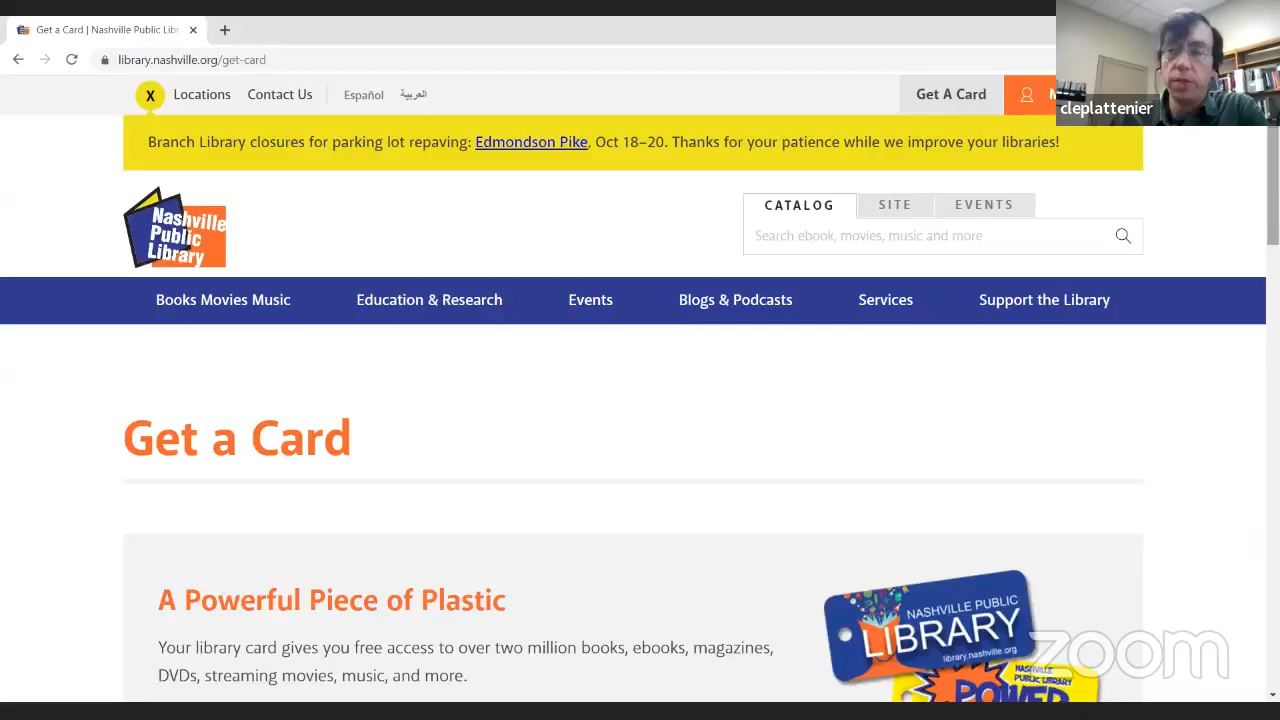 Get a Card | Nashville Public Libr
library.nashville.org/get-card
X Locations Contact Us Español العربية Get A Card
cleplattenier
Branch Library closures for parking lot repaving: Edmondson Pike, Oct 18–20. Thanks for your patience while we improve your libraries!
Nashville
Public
Library
CATALOG SITE EVENTS
Search ebook, movies, music and more
Books Movies Music Education & Research Events Blogs & Podcasts Services Support the Library
Get a Card
A Powerful Piece of Plastic
Your library card gives you free access to over two million books, ebooks, magazines,
DVDs, streaming movies, music, and more.
NASHVILLE PUBLIC
LIBRARY
library.nashville.org
NASHVILLE
PUBLIC LIBRARY
POWER
zoom